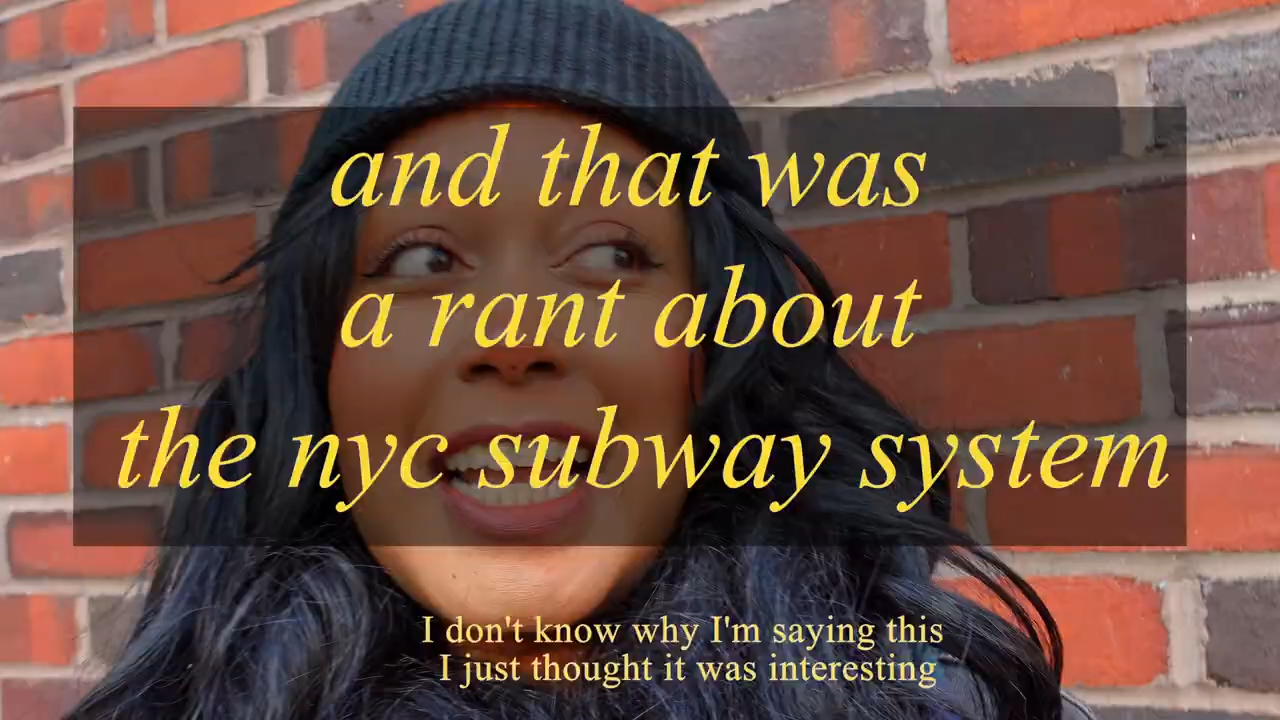 and that was
a rant about
the nyc subway system
I don't know why I'm saying this
I just thought it was interesting